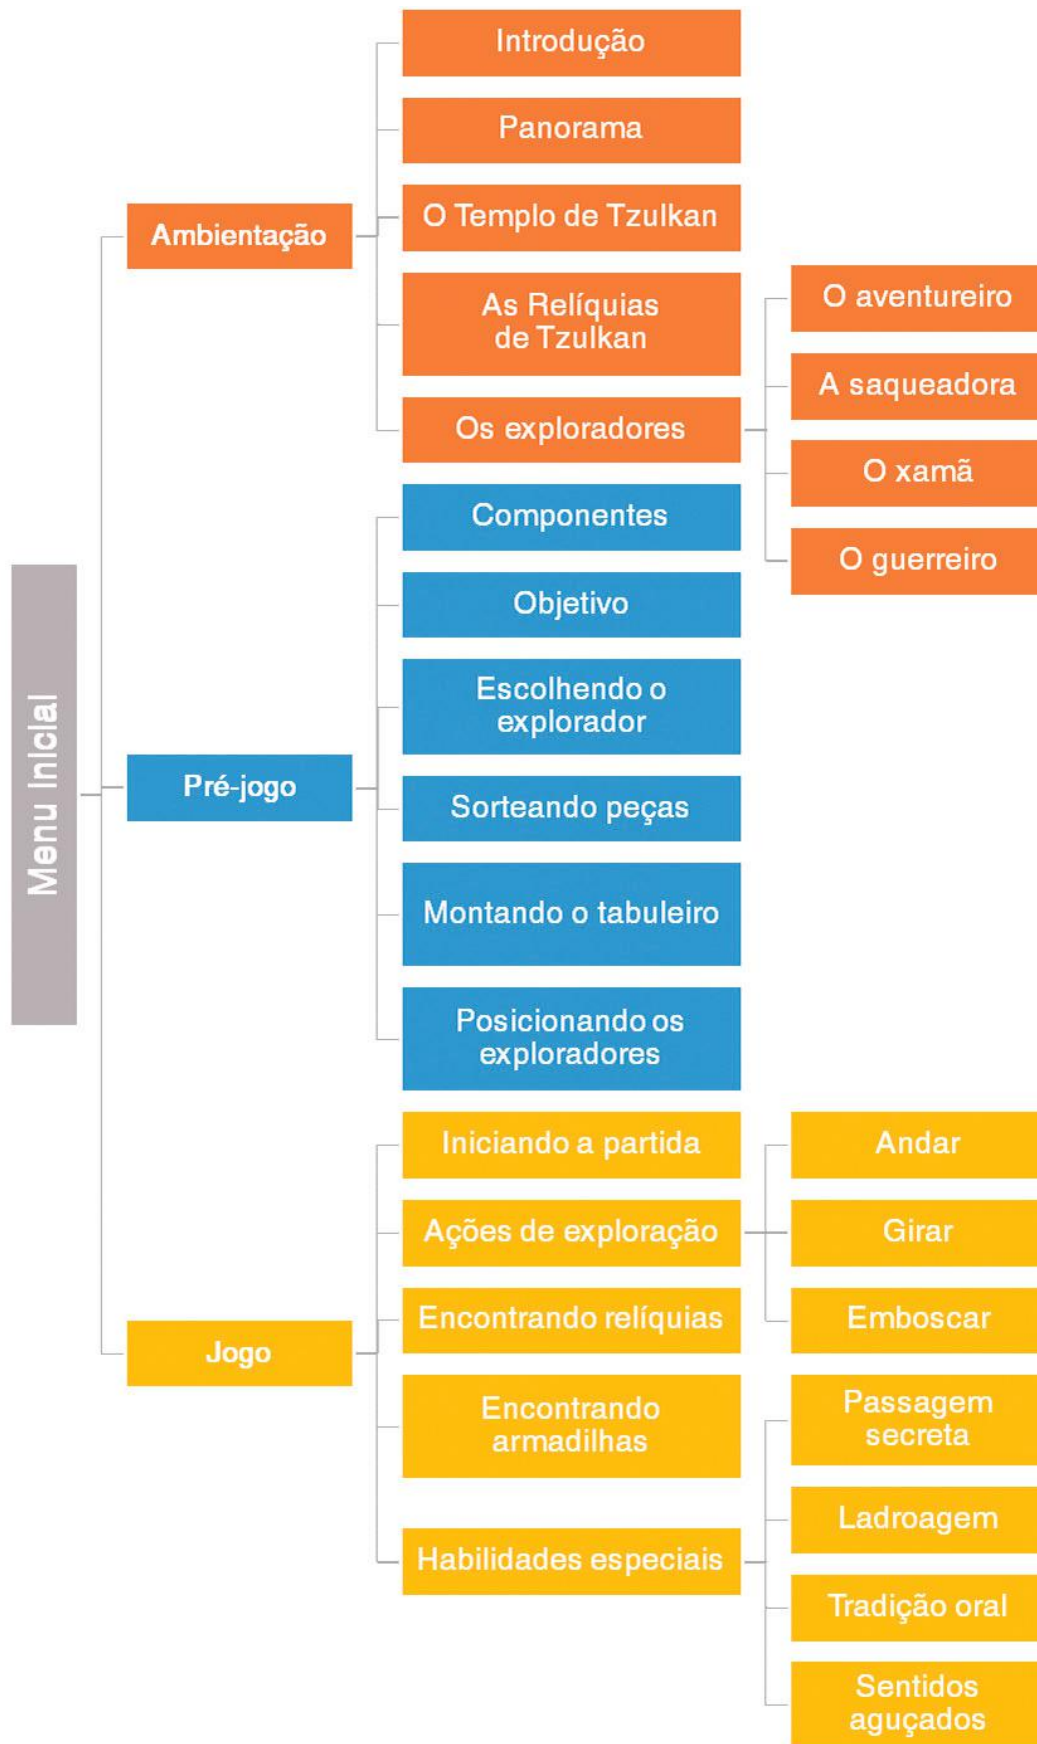 Menu Inicial
Ambientação
Introdução
Panorama
O Templo de Tzulkan
As Relíquias
de Tzulkan
Os exploradores
O aventureiro
A saqueadora
O xamã
O guerreiro
Pré-jogo
Componentes
Objetivo
Escolhendo o
explorador
Sorteando peças
Montando o tabuleiro
Posicionando os
exploradores
Jogo
Iniciando a partida
Ações de exploração
Andar
Girar
Emboscar
Encontrando relíquias
Encontrando
armadilhas
Habilidades especiais
Passagem
secreta
Ladroagem
Tradição oral
Sentidos
aguçados